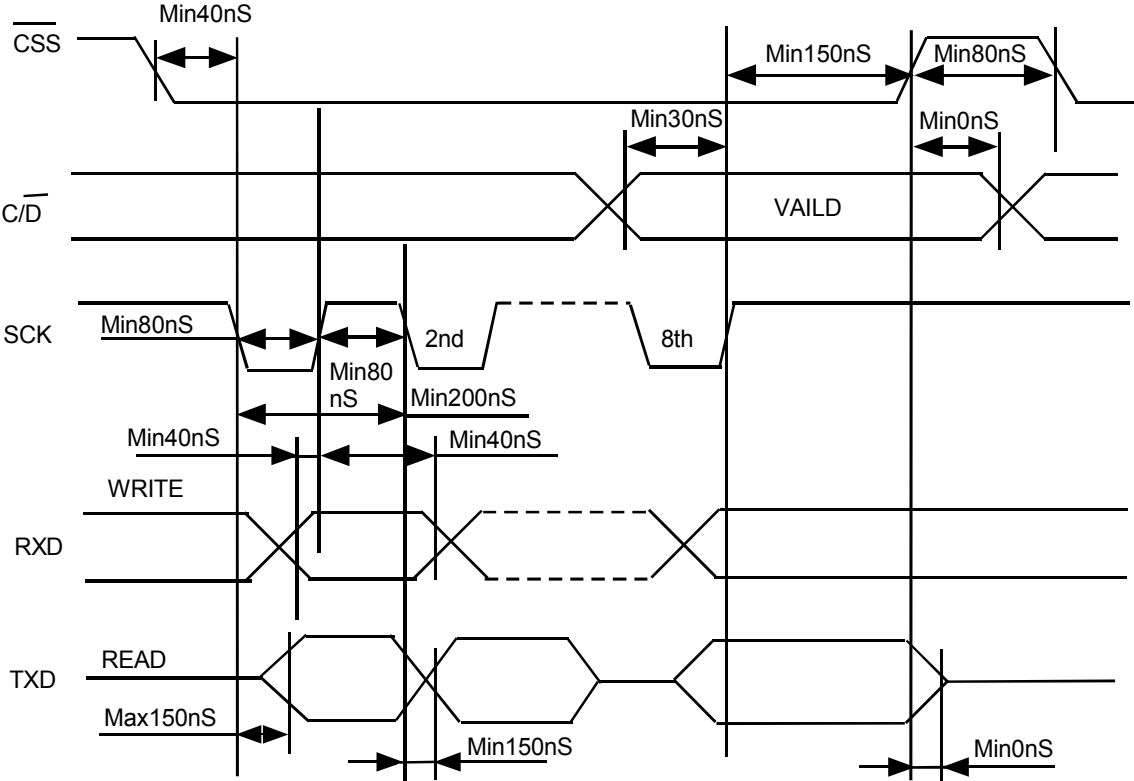 Min40nS
CSS
Min150nS
Min80nS
Min30nS
Min0nS
C/D
VAILD
SCK
Min80nS
2nd
8th
Min80
nS
Min200nS
Min40nS
Min40nS
WRITE
RXD
READ
TXD
Max150nS
Min150nS
Min0nS